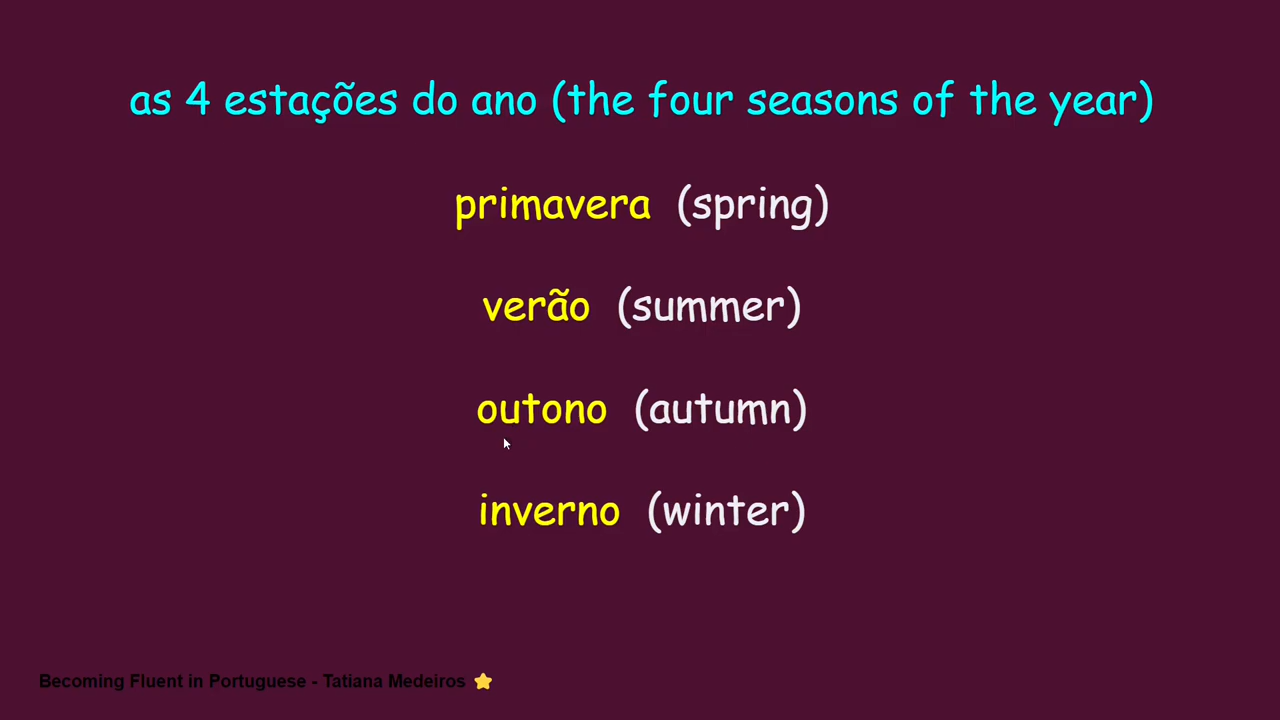 as 4 estações do ano (the four seasons of the year)
primavera (spring)
verão (summer)
outono (autumn)
inverno (winter)
Becoming Fluent in Portuguese - Tatiana Medeiros